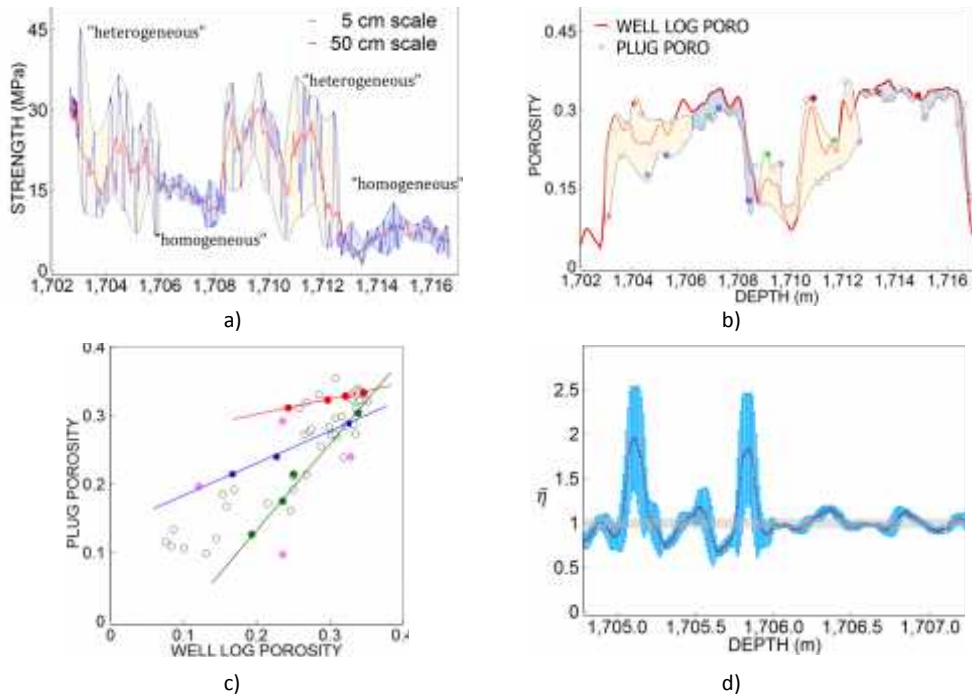 45
30
15
0
STRENGTH (MPa)
5 cm scale
50 cm scale
"heterogeneous"
"heterogeneous"
"homogeneous"
"homogeneous"
1,702 1,704 1,706 1,708 1,710 1,712 1,714 1,716
a)
0.45
0.3
0.15
0
POROSITY
WELL LOG PORO
PLUG PORO
1,702 1,704 1,706 1,708 1,710 1,712 1,714 1,716
DEPTH (m)
b)
0.4
0.3
0.2
0.1
0
PLUG POROSITY
0 0.1 0.2 0.3 0.4
WELL LOG POROSITY
c)
2.5
2
1.5
1
0.5
0
1,705.0 1,705.5 1,706.0 1,706.5 1,707.0
DEPTH (m)
d)